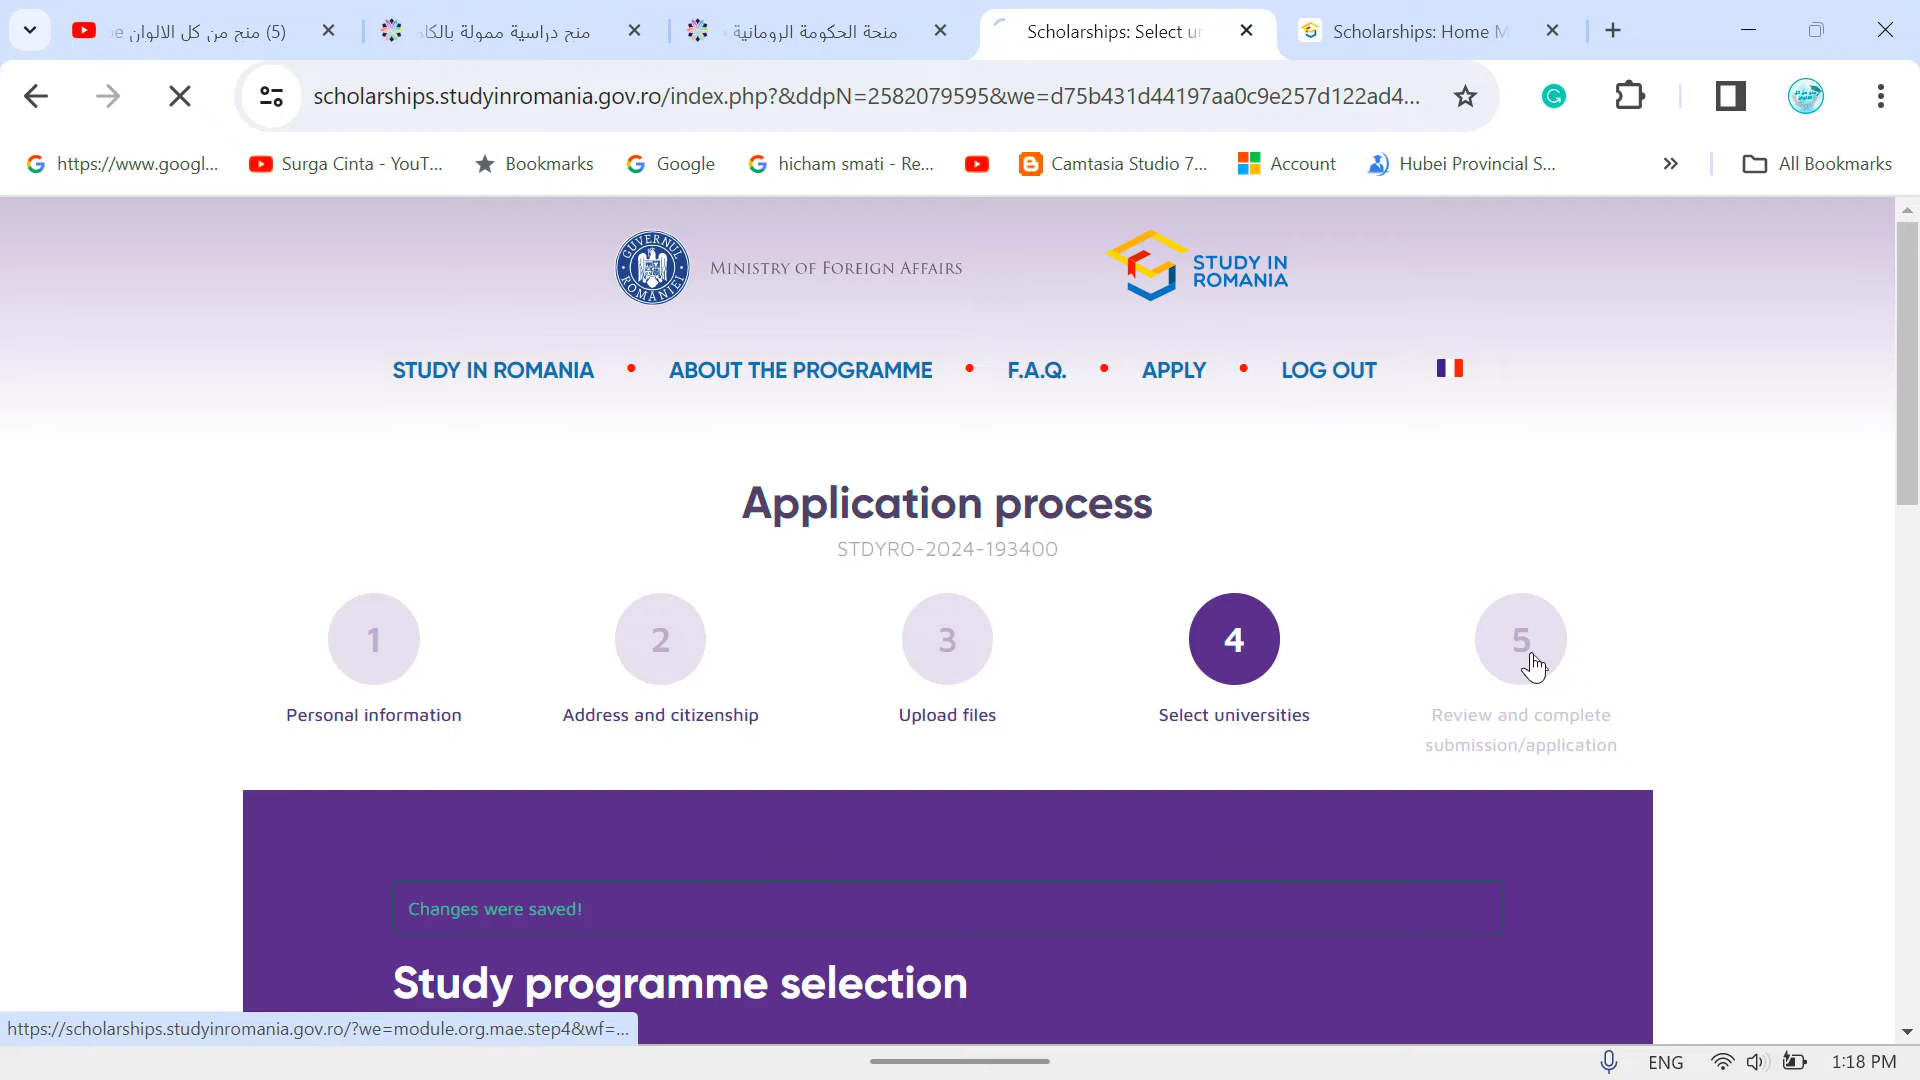 (5) منح من كل الالوان
منح دراسية ممولة بالكا
منحة الحكومة الرومانية
Scholarships: Select ur
Scholarships: Home M
scholarships.studyinromania.gov.ro/index.php?&ddpN=2582079595&we=d75b431d44197aa0c9e257d122ad4...
https://www.googl...
Surga Cinta - YouT...
Bookmarks
Google
hicham smati - Re...
Camtasia Studio 7...
Account
Hubei Provincial S...
All Bookmarks
GUVERNUL ROMÂNIEI
MINISTRY OF FOREIGN AFFAIRS
STUDY IN
ROMANIA
STUDY IN ROMANIA • ABOUT THE PROGRAMME • F.A.Q. • APPLY • LOG OUT
Application process
STDYRO-2024-193400
1 2 3 4 5
Personal information
Address and citizenship
Upload files
Select universities
Review and complete
submission/application
Changes were saved!
Study programme selection
https://scholarships.studyinromania.gov.ro/?we=module.org.mae.step4&wf=...
ENG
1:18 PM